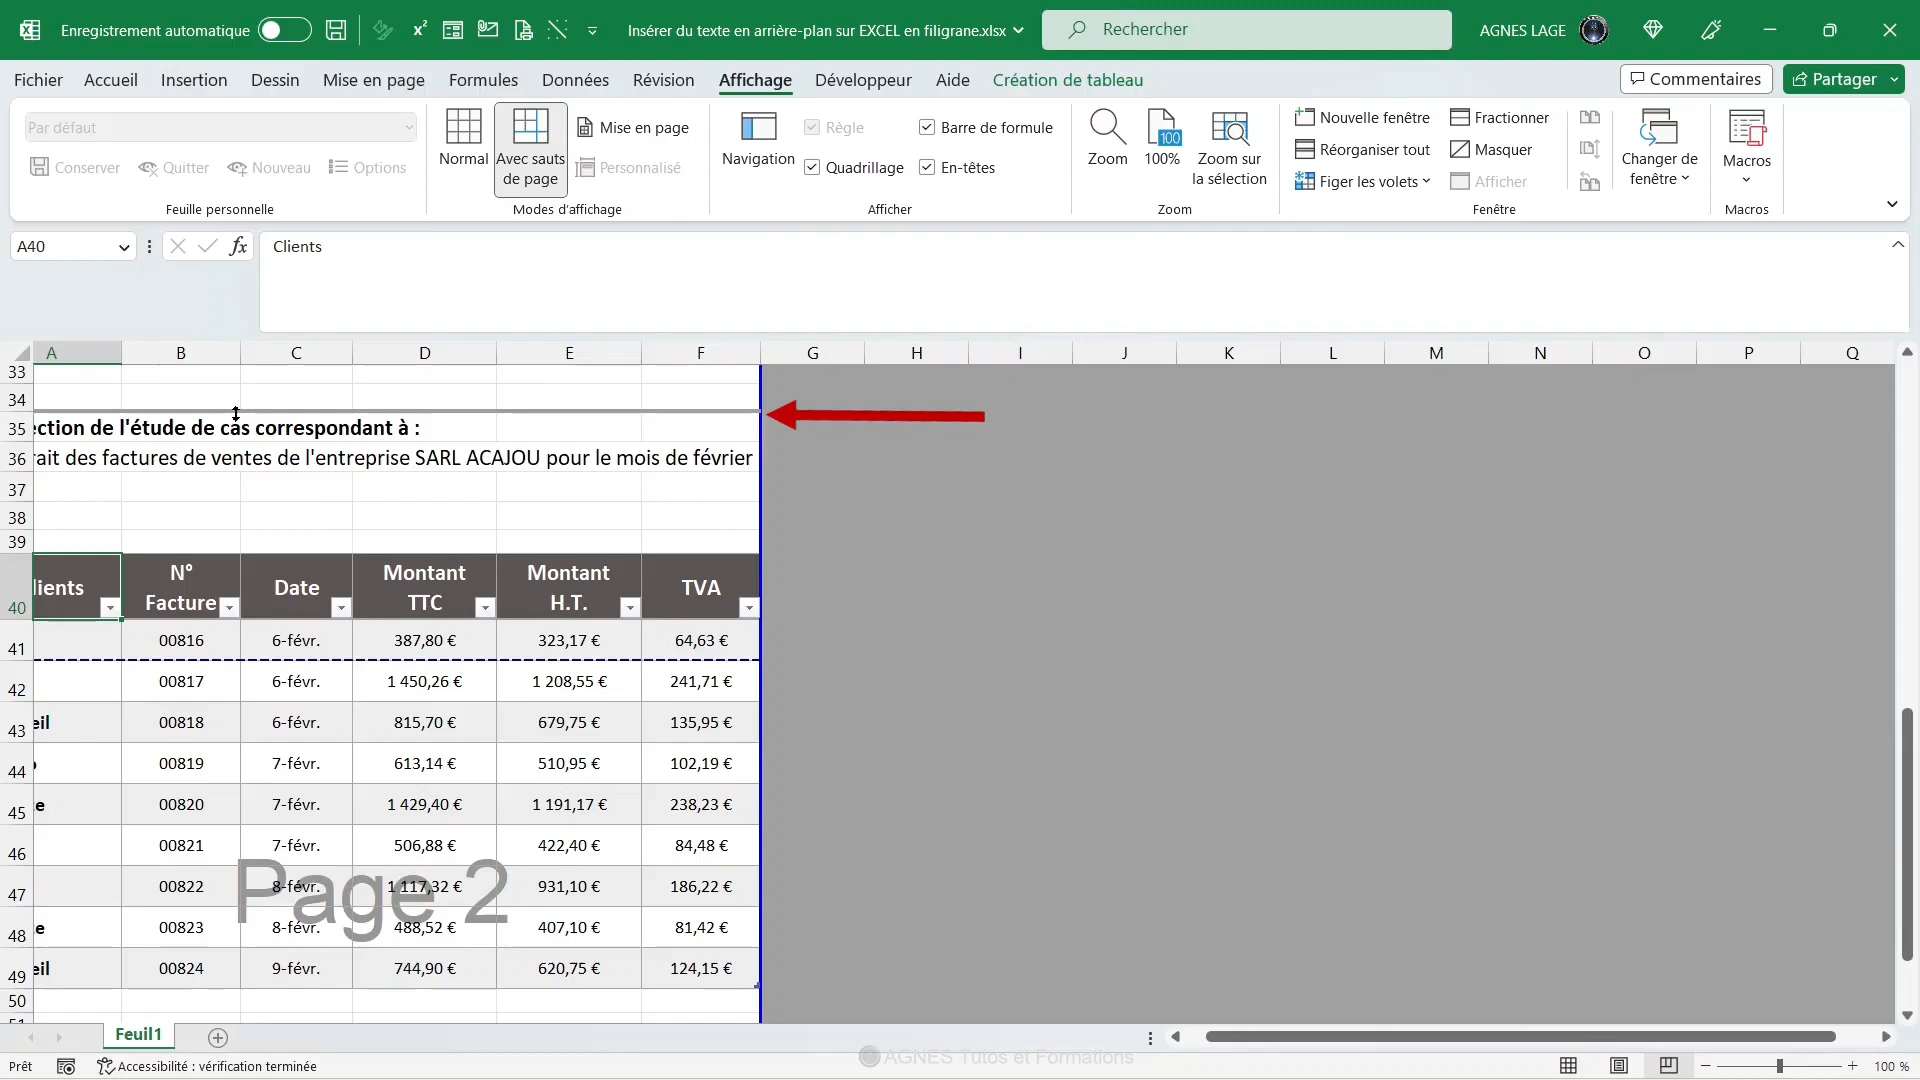 Enregistrement automatique
Insérer du texte en arrière-plan sur EXCEL en filigrane.xlsx
Rechercher
AGNES LAGE
Fichier Accueil Insertion Dessin Mise en page Formules Données Révision Affichage Développeur Aide Création de tableau
Commentaires
Partager
Par défaut
Conserver Quitter Nouveau Options
Feuille personnelle
Normal
Avec sauts
de page
Mise en page
Personnalisé
Modes d'affichage
Navigation
Règle
Barre de formule
Quadrillage
En-têtes
Afficher
Zoom
100
100%
Zoom sur
la sélection
Zoom
Nouvelle fenêtre
Réorganiser tout
Figer les volets
Fractionner
Masquer
Afficher
Fenêtre
Changer de
fenêtre
Macros
Macros
A40
fx
Clients
A B C D E F G H I J K L M N O P Q
33
34
35 ection de l'étude de cas correspondant à :
36 rait des factures de ventes de l'entreprise SARL ACAJOU pour le mois de février
37
38
39
40 lients N° Facture Date Montant TTC Montant H.T. TVA
41 00816 6-févr. 387,80 € 323,17 € 64,63 €
42 00817 6-févr. 1 450,26 € 1 208,55 € 241,71 €
43 eil 00818 6-févr. 815,70 € 679,75 € 135,95 €
44 00819 7-févr. 613,14 € 510,95 € 102,19 €
45 e 00820 7-févr. 1 429,40 € 1 191,17 € 238,23 €
46 00821 7-févr. 506,88 € 422,40 € 84,48 €
47 00822 8-févr. 1 117,32 € 931,10 € 186,22 €
Page 2
48 e 00823 8-févr. 488,52 € 407,10 € 81,42 €
49 eil 00824 9-févr. 744,90 € 620,75 € 124,15 €
50
Feuil1
Prêt
Accessibilité : vérification terminée
AGNES Tutos et Formations
100 %